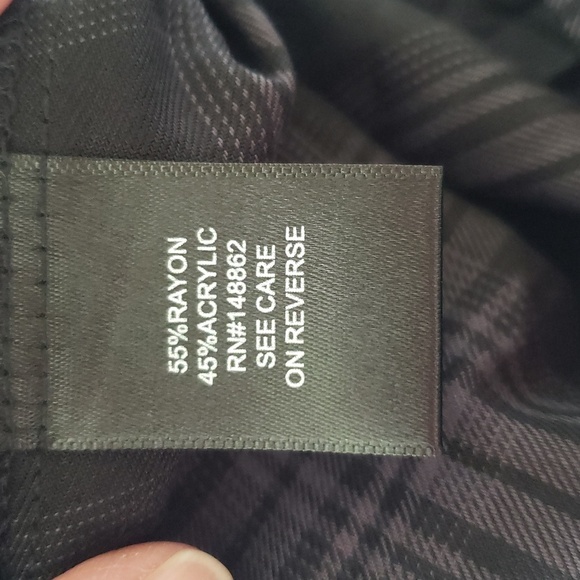 55%RAYON
45%ACRYLIC
RN#148862
SEE CARE
ON REVERSE